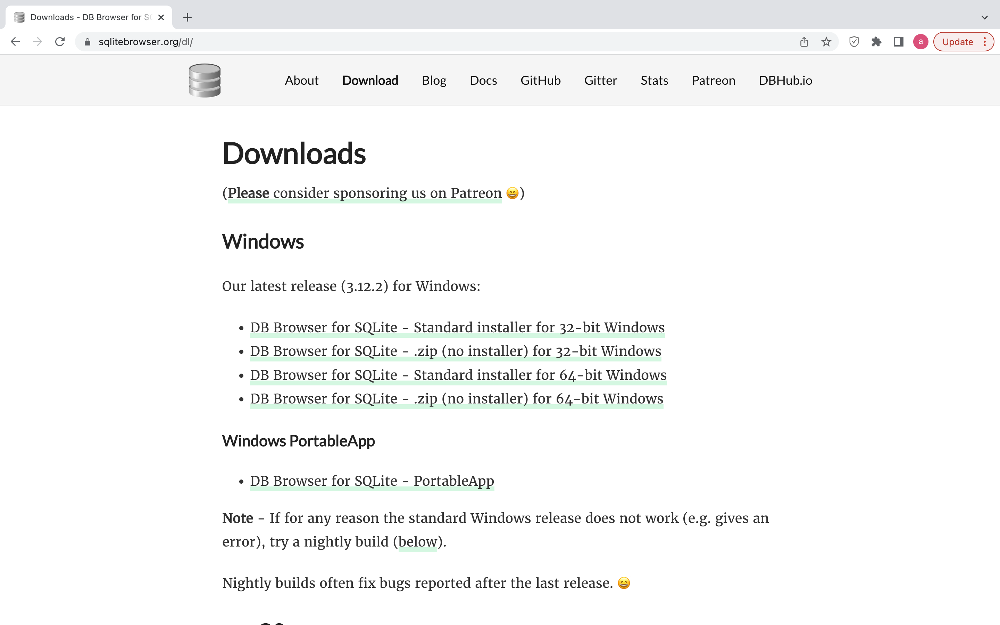 Downloads - DB Browser for S
sqlitebrowser.org/dl/
a
Update
About Download Blog Docs GitHub Gitter Stats Patreon DBHub.io
Downloads
(Please consider sponsoring us on Patreon 😄)
Windows
Our latest release (3.12.2) for Windows:
• DB Browser for SQLite - Standard installer for 32-bit Windows
• DB Browser for SQLite - .zip (no installer) for 32-bit Windows
• DB Browser for SQLite - Standard installer for 64-bit Windows
• DB Browser for SQLite - .zip (no installer) for 64-bit Windows
Windows PortableApp
• DB Browser for SQLite - PortableApp
Note - If for any reason the standard Windows release does not work (e.g. gives an
error), try a nightly build (below).
Nightly builds often fix bugs reported after the last release. 😄